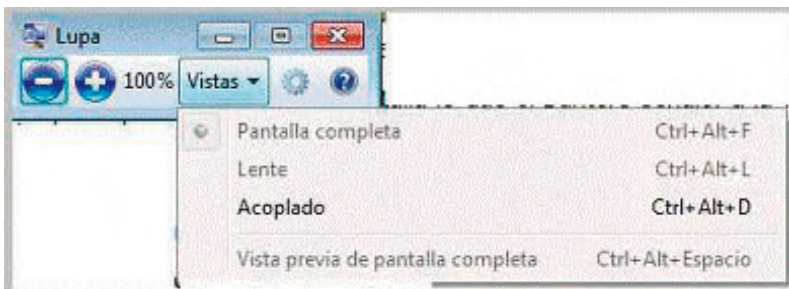 Lupa
100% Vistas
Pantalla completa Ctrl+Alt+F
Lente Ctrl+Alt+L
Acoplado Ctrl+Alt+D
Vista previa de pantalla completa Ctrl+Alt+Espacio